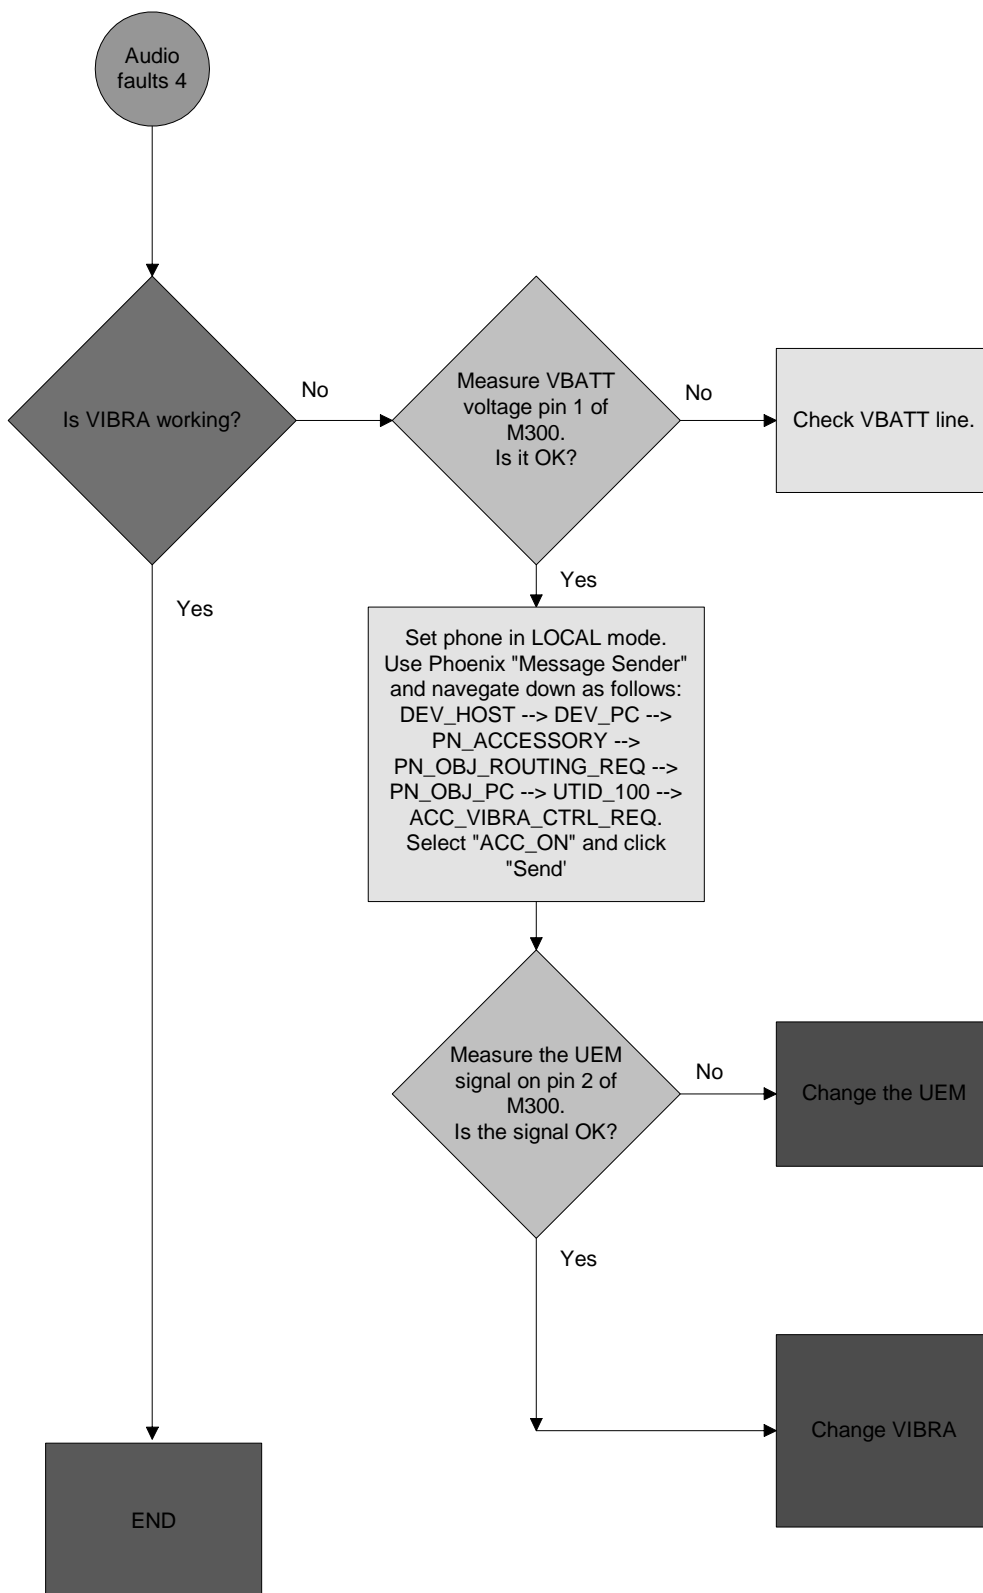 Audio
faults 4
Is VIBRA working?
No
Measure VBATT
voltage pin 1 of
M300.
Is it OK?
No
Check VBATT line.
Yes
Yes
Set phone in LOCAL mode.
Use Phoenix "Message Sender"
and navegate down as follows:
DEV_HOST --> DEV_PC -->
PN_ACCESSORY -->
PN_OBJ_ROUTING_REQ -->
PN_OBJ_PC --> UTID_100 -->
ACC_VIBRA_CTRL_REQ.
Select "ACC_ON" and click
"Send'
Measure the UEM
signal on pin 2 of
M300.
Is the signal OK?
No
Change the UEM
Yes
Change VIBRA
END